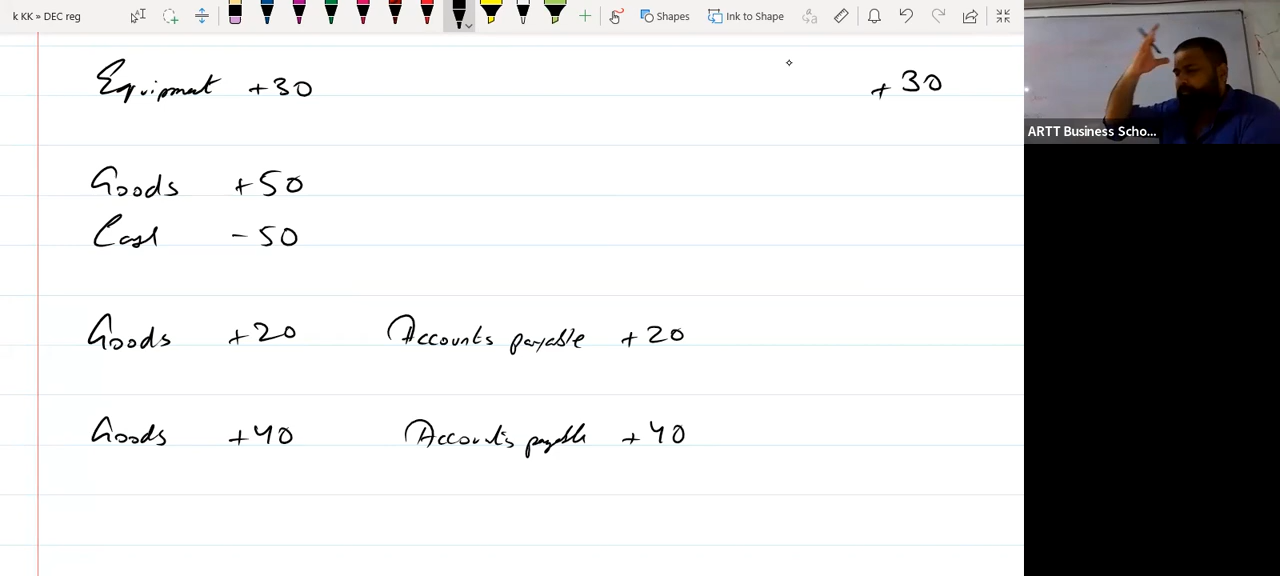 k KK » DEC reg Shapes Ink to Shape
Equipment +30 +30
Goods +50
Cash - 50
Goods +20 Accounts payable +20
Goods +40 Accounts payable +40
ARTT Business Scho...